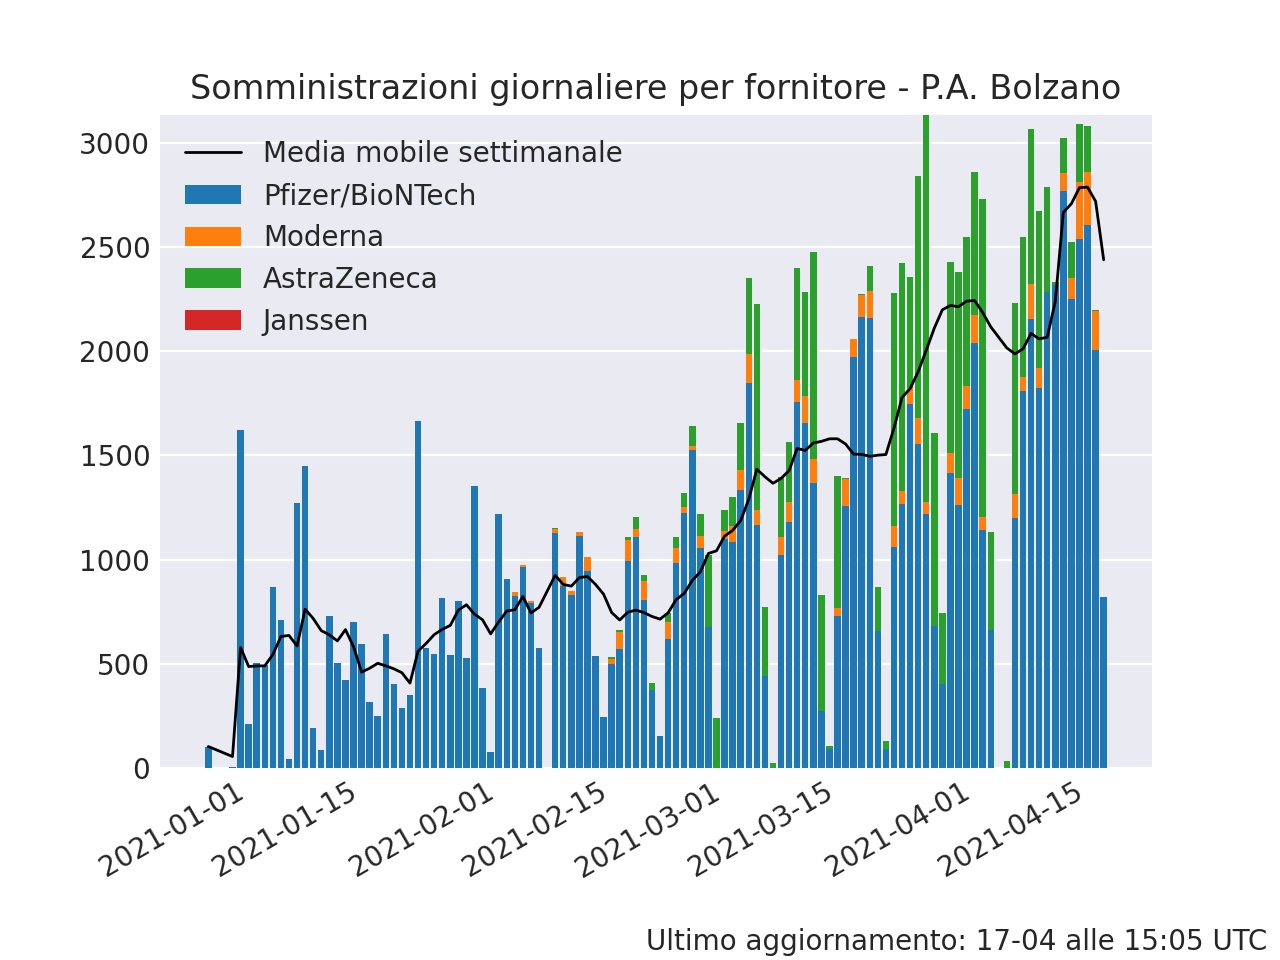 Somministrazioni giornaliere per fornitore - P.A. Bolzano
Media mobile settimanale
Pfizer/BioNTech
Moderna
AstraZeneca
Janssen
3000
2500
2000
1500
1000
500
0
2021-01-01
2021-01-15
2021-02-01
2021-02-15
2021-03-01
2021-03-15
2021-04-01
2021-04-15
Ultimo aggiornamento: 17-04 alle 15:05 UTC